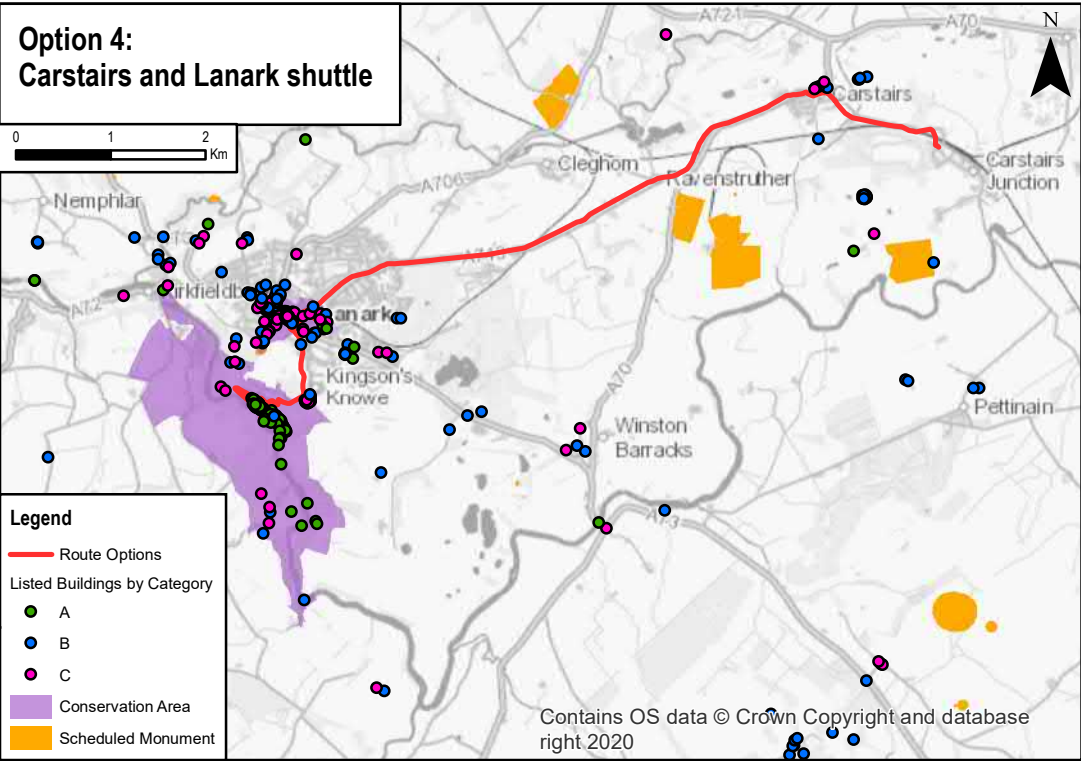 Option 4:
Carstairs and Lanark shuttle
N
0 1 2
Km
A721
A70
Carstairs
Carstairs
Junction
Cleghorn
Ravenstruther
A706
Nemphlar
A743
A72
Kirkfieldb
anark
Kingson's
Knowe
A70
Winston
Barracks
Pettinain
A73
Legend
Route Options
Listed Buildings by Category
A
B
C
Conservation Area
Scheduled Monument
Contains OS data © Crown Copyright and database
right 2020